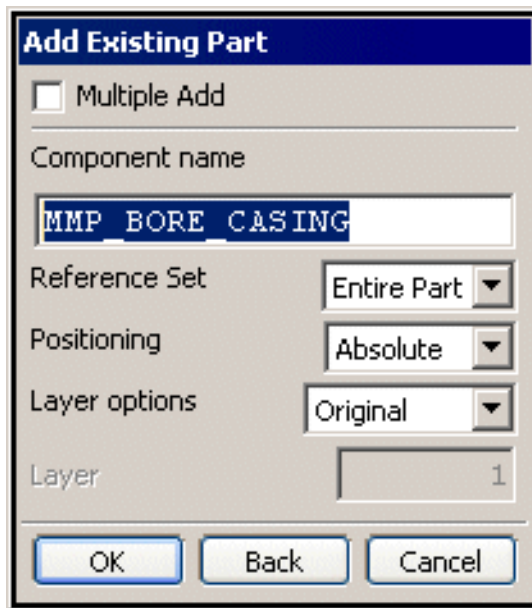 Add Existing Part
Multiple Add
Component name
MMP_BORE_CASING
Reference Set Entire Part
Positioning Absolute
Layer options Original
Layer 1
OK Back Cancel